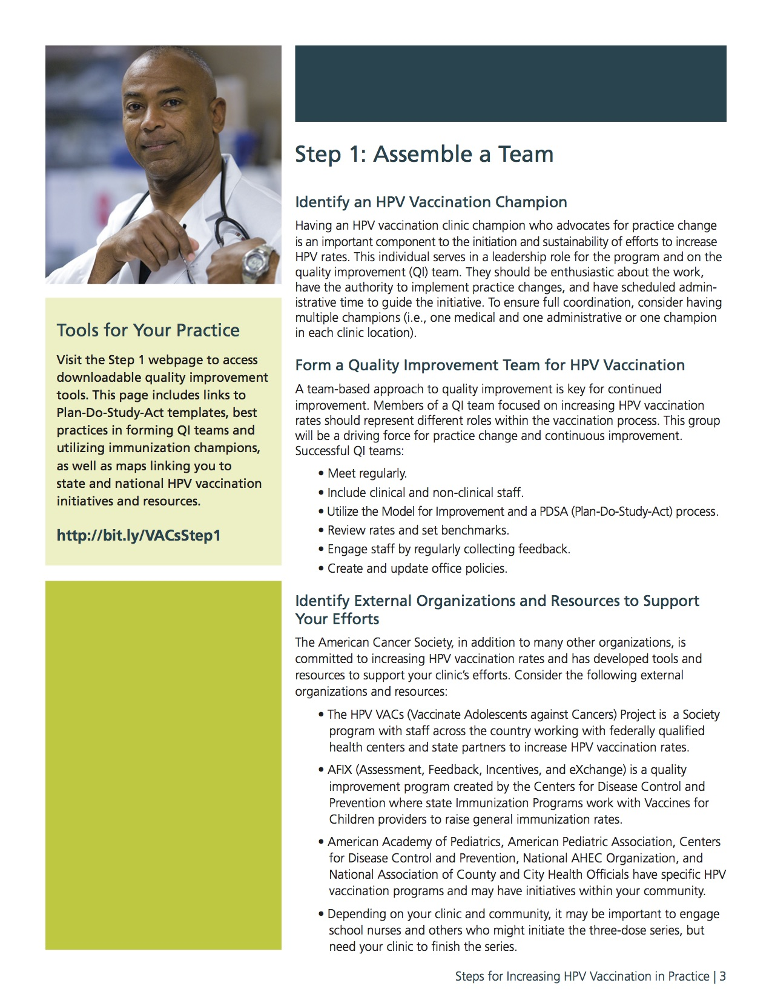 Step 1: Assemble a Team
Identify an HPV Vaccination Champion
Having an HPV vaccination clinic champion who advocates for practice change
is an important component to the initiation and sustainability of efforts to increase
HPV rates. This individual serves in a leadership role for the program and on the
quality improvement (QI) team. They should be enthusiastic about the work,
have the authority to implement practice changes, and have scheduled admin-
istrative time to guide the initiative. To ensure full coordination, consider having
multiple champions (i.e., one medical and one administrative or one champion
in each clinic location).
Form a Quality Improvement Team for HPV Vaccination
A team-based approach to quality improvement is key for continued
improvement. Members of a QI team focused on increasing HPV vaccination
rates should represent different roles within the vaccination process. This group
will be a driving force for practice change and continuous improvement.
Successful QI teams:
• Meet regularly.
• Include clinical and non-clinical staff.
• Utilize the Model for Improvement and a PDSA (Plan-Do-Study-Act) process.
• Review rates and set benchmarks.
• Engage staff by regularly collecting feedback.
• Create and update office policies.
Identify External Organizations and Resources to Support
Your Efforts
The American Cancer Society, in addition to many other organizations, is
committed to increasing HPV vaccination rates and has developed tools and
resources to support your clinic's efforts. Consider the following external
organizations and resources:
• The HPV VACs (Vaccinate Adolescents against Cancers) Project is  a Society
program with staff across the country working with federally qualified
health centers and state partners to increase HPV vaccination rates.
• AFIX (Assessment, Feedback, Incentives, and eXchange) is a quality
improvement program created by the Centers for Disease Control and
Prevention where state Immunization Programs work with Vaccines for
Children providers to raise general immunization rates.
• American Academy of Pediatrics, American Pediatric Association, Centers
for Disease Control and Prevention, National AHEC Organization, and
National Association of County and City Health Officials have specific HPV
vaccination programs and may have initiatives within your community.
• Depending on your clinic and community, it may be important to engage
school nurses and others who might initiate the three-dose series, but
need your clinic to finish the series.
Tools for Your Practice
Visit the Step 1 webpage to access
downloadable quality improvement
tools. This page includes links to
Plan-Do-Study-Act templates, best
practices in forming QI teams and
utilizing immunization champions,
as well as maps linking you to
state and national HPV vaccination
initiatives and resources.
http://bit.ly/VACsStep1
Steps for Increasing HPV Vaccination in Practice | 3